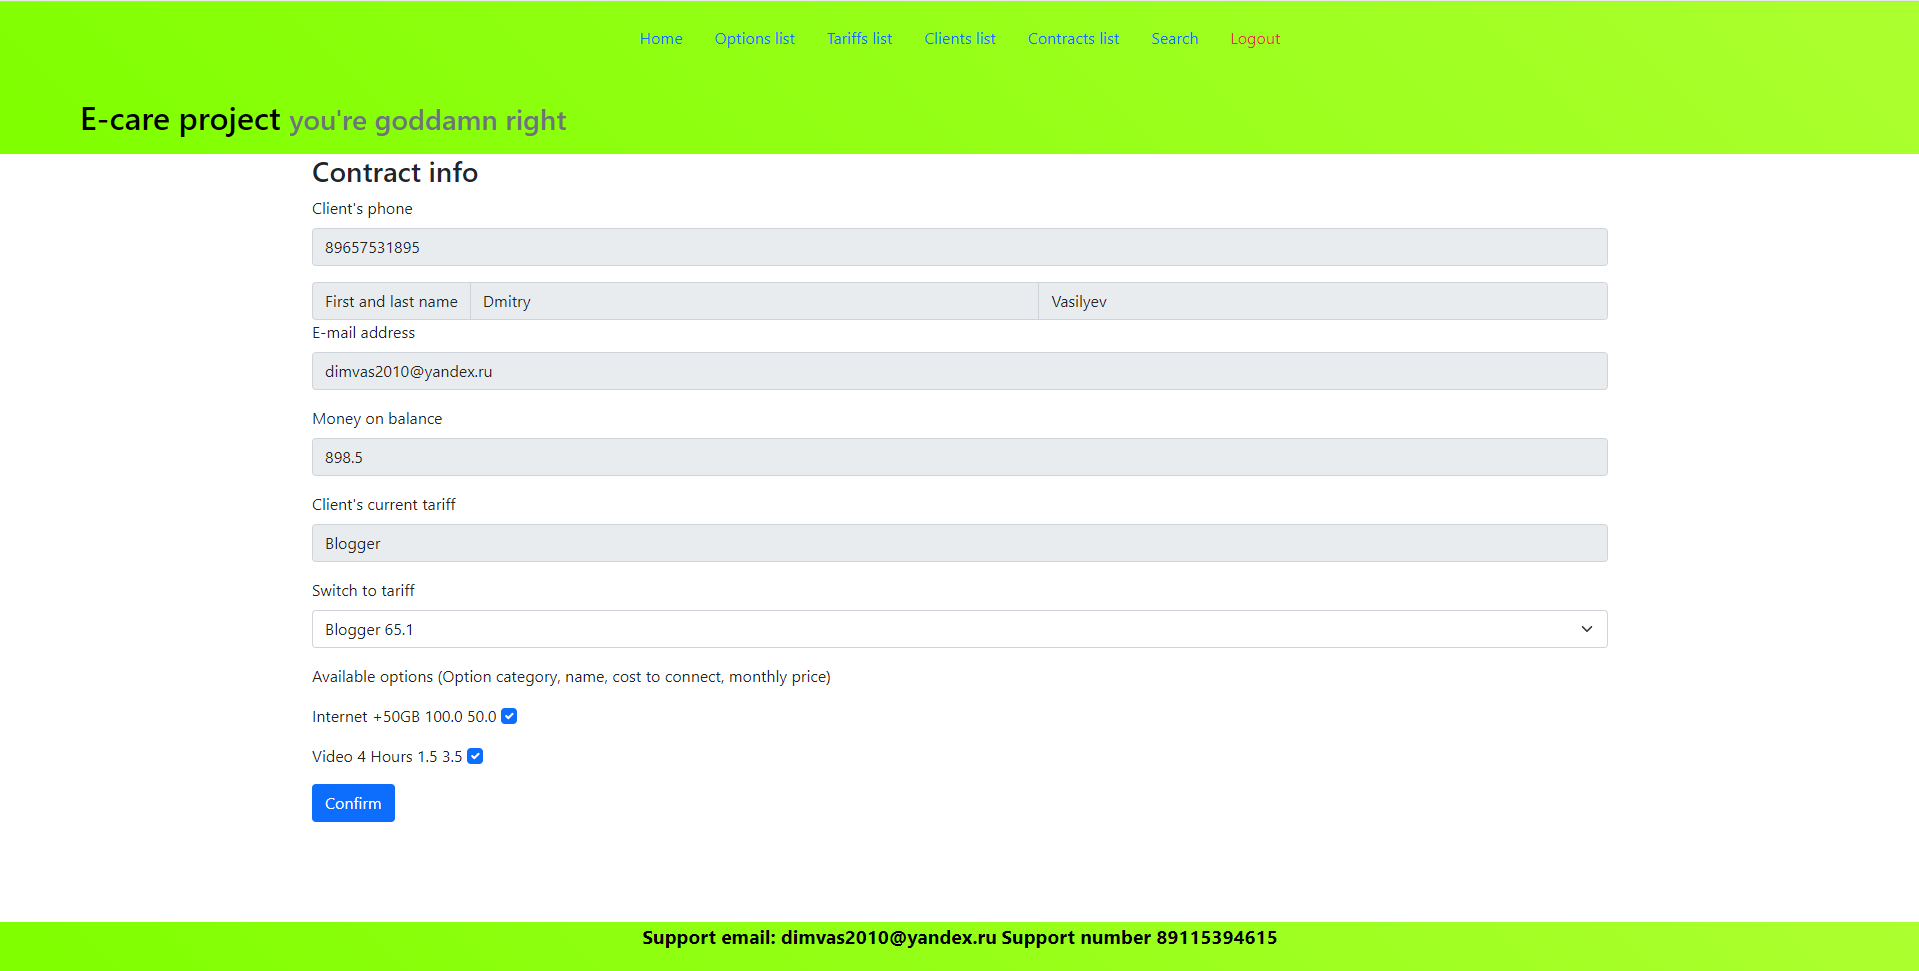 Home Options list Tariffs list Clients list Contracts list Search Logout
E-care project you're goddamn right
Contract info
Client's phone
89657531895
First and last name Dmitry Vasilyev
E-mail address
dimvas2010@yandex.ru
Money on balance
898.5
Client's current tariff
Blogger
Switch to tariff
Blogger 65.1
Available options (Option category, name, cost to connect, monthly price)
Internet +50GB 100.0 50.0
Video 4 Hours 1.5 3.5
Confirm
Support email: dimvas2010@yandex.ru Support number 89115394615